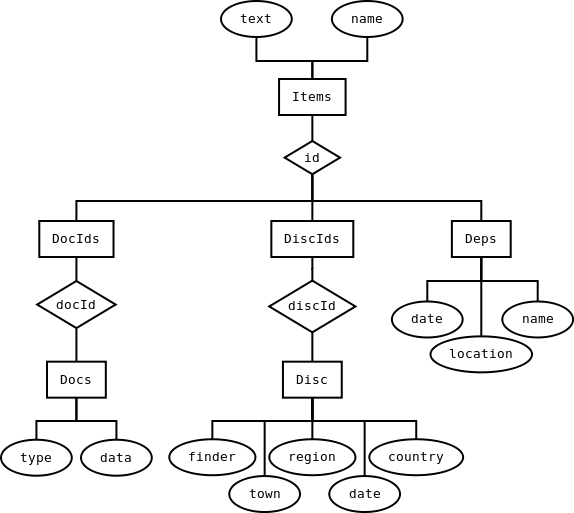 text
name
Items
id
DocIds
DiscIds
Deps
docId
discId
date
name
location
Docs
Disc
type
data
finder
region
country
town
date